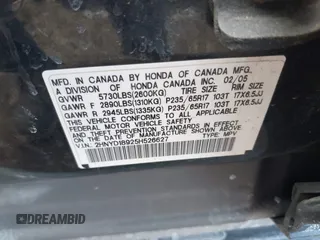 MFD. IN CANADA BY HONDA OF CANADA MFG.
A DIVISION OF HONDA CANADA INC. 02/05
GVWR 5730LBS(2600KG) TIRE SIZE RIM SIZE
GAWR F 2890LBS(1310KG) P235/65R17 103T 17X6.5JJ
GAWR R 2945LBS(1335KG) P235/65R17 103T 17X6.5JJ
THIS VEHICLE CONFORMS TO ALL APPLICABLE
FEDERAL MOTOR VEHICLE SAFETY AND
THEFT PREVENTION STANDARDS IN EFFECT ON
THE DATE OF MANUFACTURE SHOWN ABOVE.
V.I.N.: 2HNYD18925H526627 TYPE: MPV
DREAMBID